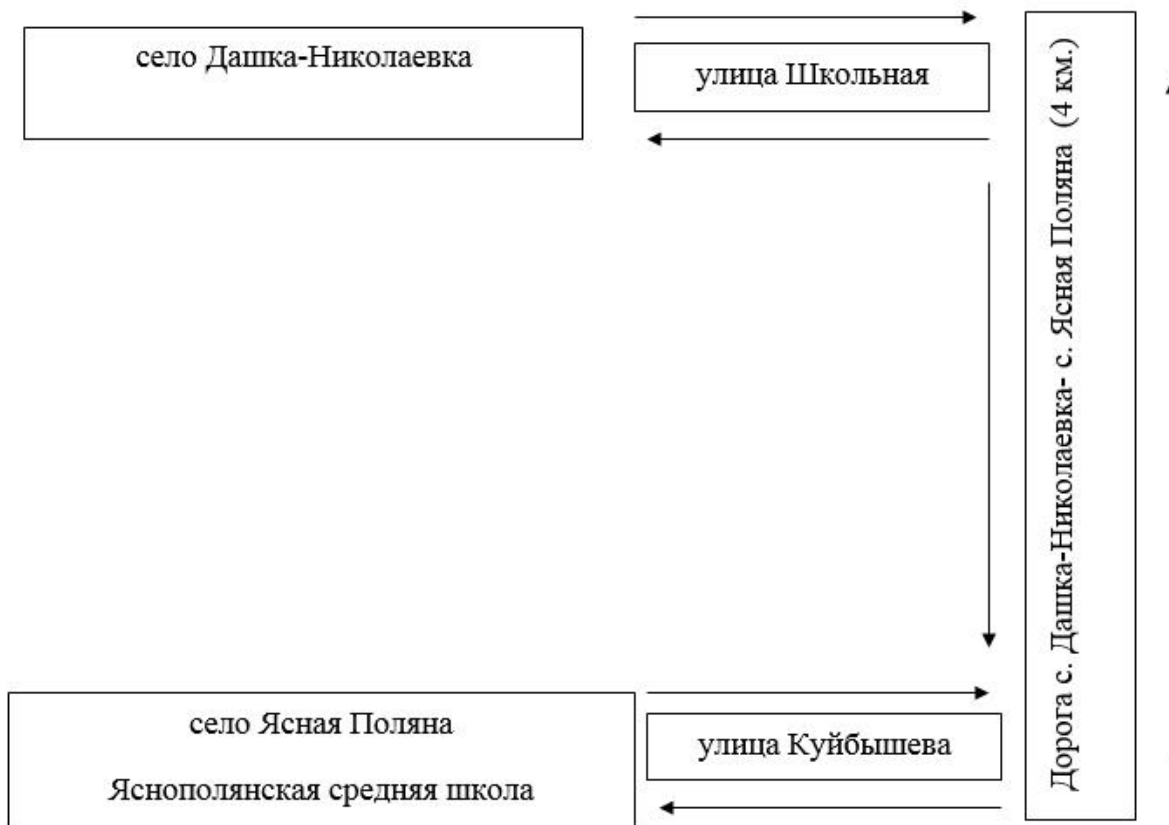 село Дашка-Николаевка
улица Школьная
Дорога с. Дашка-Николаевка- с. Ясная Поляна (4 км.)
село Ясная Поляна
Яснополянская средняя школа
улица Куйбышева